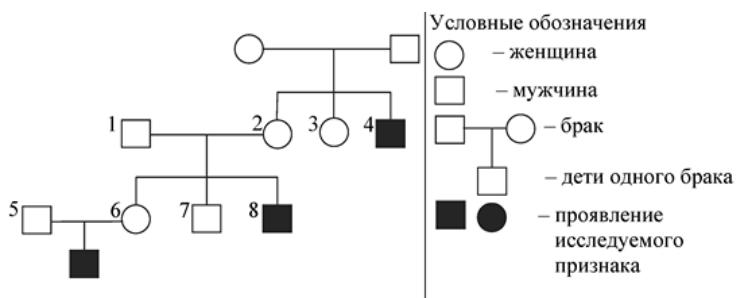 Условные обозначения
– женщина
– мужчина
– брак
– дети одного брака
– проявление
исследуемого
признака
1
2
3
4
5
6
7
8